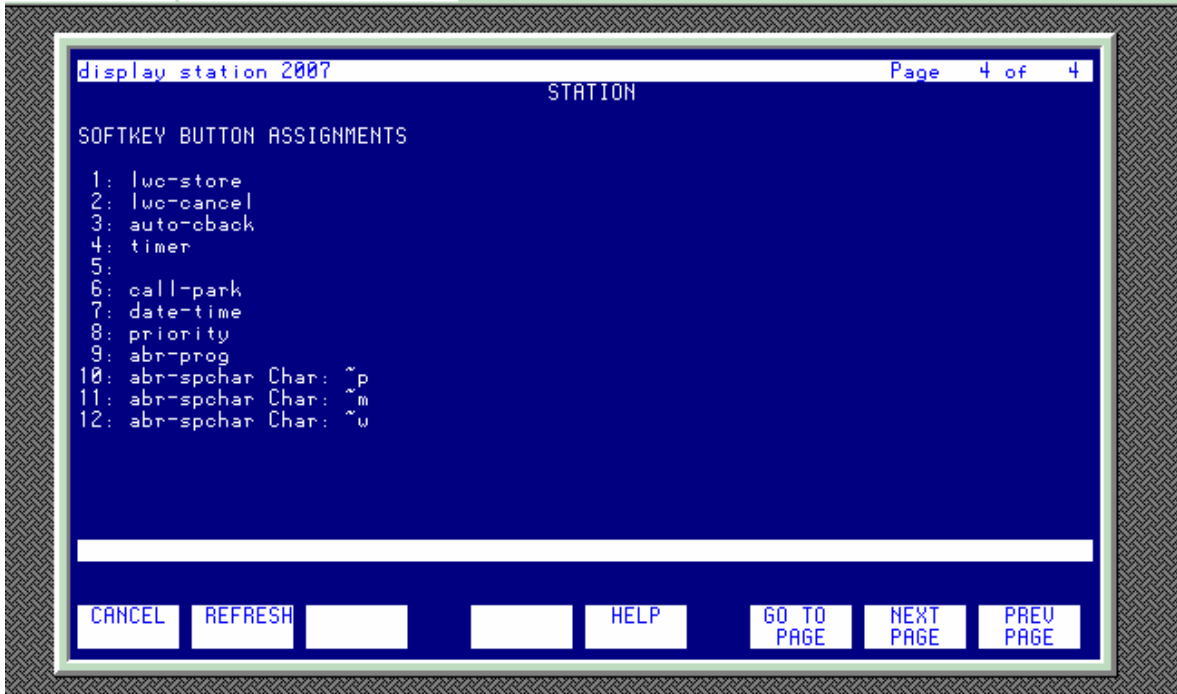 display station 2007 Page 4 of 4
STATION
SOFTKEY BUTTON ASSIGNMENTS
1: lwc-store
2: lwc-cancel
3: auto-cback
4: timer
5:
6: call-park
7: date-time
8: priority
9: abr-prog
10: abr-spchar Char: ~p
11: abr-spchar Char: ~m
12: abr-spchar Char: ~w
CANCEL REFRESH HELP GO TO PAGE NEXT PAGE PREV PAGE